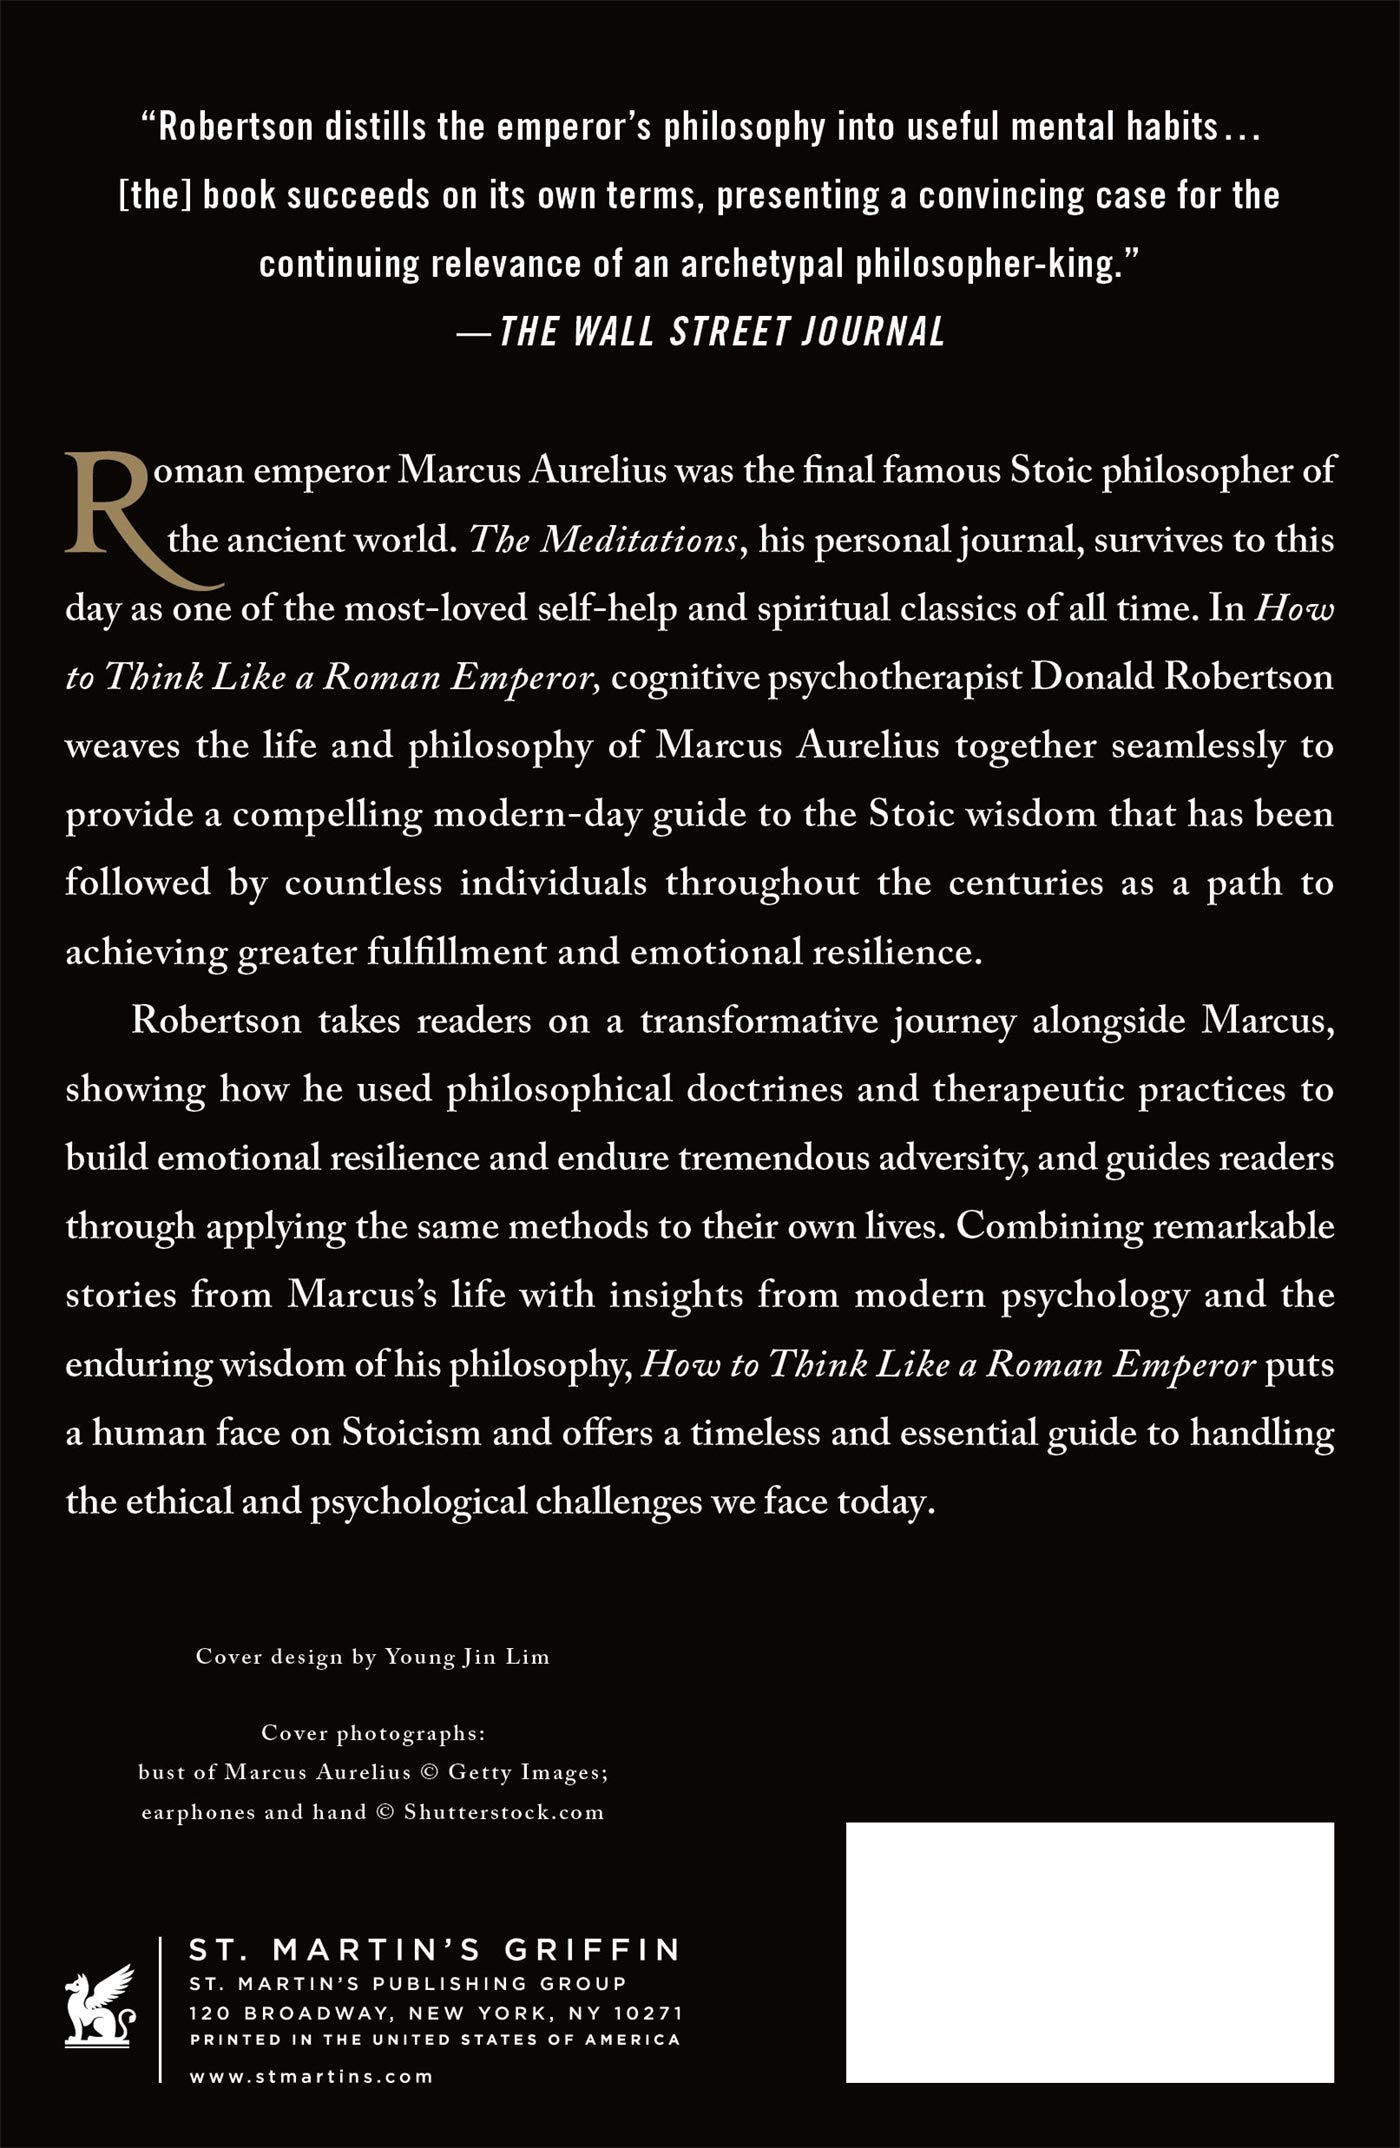 “Robertson distills the emperor’s philosophy into useful mental habits...
[the] book succeeds on its own terms, presenting a convincing case for the
continuing relevance of an archetypal philosopher-king.”
—THE WALL STREET JOURNAL
Roman emperor Marcus Aurelius was the final famous Stoic philosopher of
the ancient world. The Meditations, his personal journal, survives to this
day as one of the most-loved self-help and spiritual classics of all time. In How
to Think Like a Roman Emperor, cognitive psychotherapist Donald Robertson
weaves the life and philosophy of Marcus Aurelius together seamlessly to
provide a compelling modern-day guide to the Stoic wisdom that has been
followed by countless individuals throughout the centuries as a path to
achieving greater fulfillment and emotional resilience.
Robertson takes readers on a transformative journey alongside Marcus,
showing how he used philosophical doctrines and therapeutic practices to
build emotional resilience and endure tremendous adversity, and guides readers
through applying the same methods to their own lives. Combining remarkable
stories from Marcus’s life with insights from modern psychology and the
enduring wisdom of his philosophy, How to Think Like a Roman Emperor puts
a human face on Stoicism and offers a timeless and essential guide to handling
the ethical and psychological challenges we face today.
Cover design by Young Jin Lim
Cover photographs:
bust of Marcus Aurelius © Getty Images;
earphones and hand © Shutterstock.com
ST. MARTIN’S GRIFFIN
ST. MARTIN’S PUBLISHING GROUP
120 BROADWAY, NEW YORK, NY 10271
PRINTED IN THE UNITED STATES OF AMERICA
www.stmartins.com